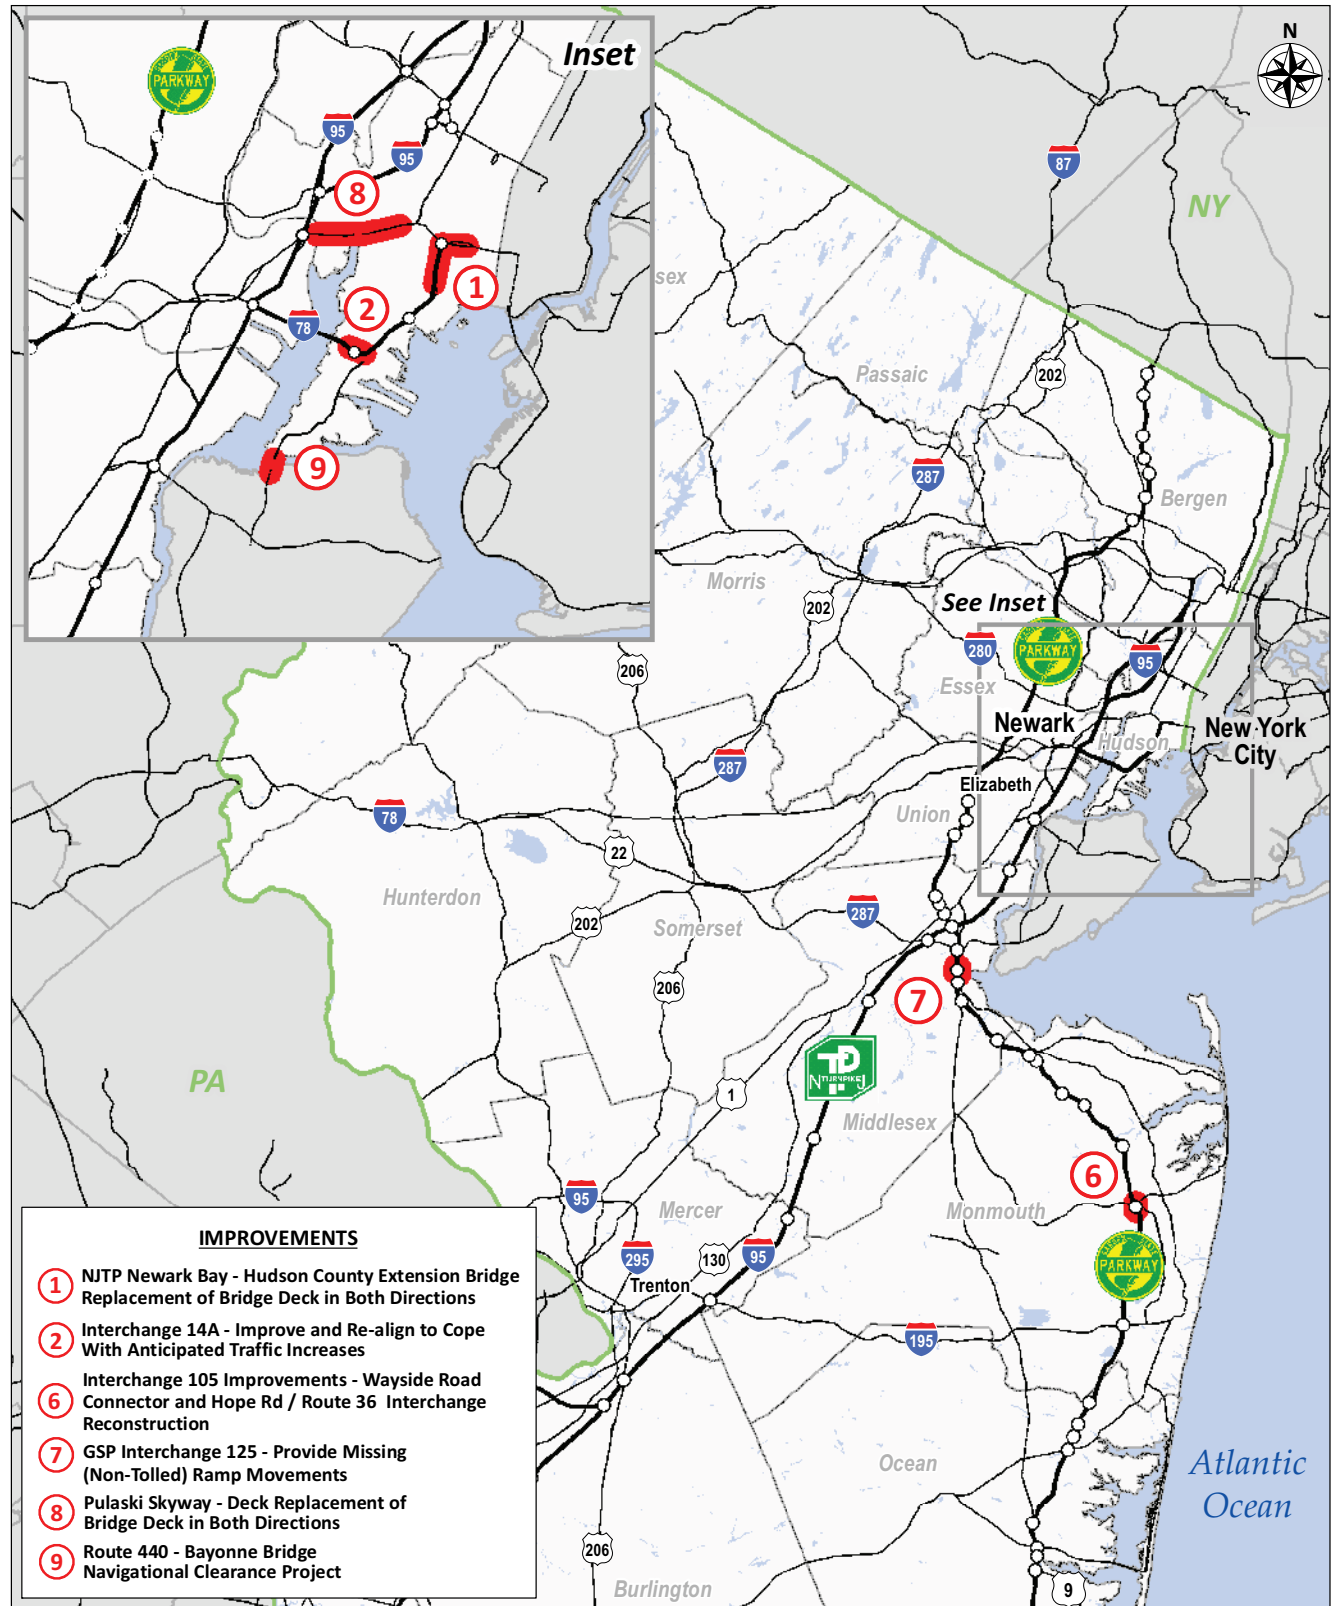 Inset
N
PARKWAY
95
95
87
8
NY
1
sex
2
78
Passaic
202
9
287
Bergen
Morris
202
See Inset
280
PARKWAY
95
206
Essex
Newark
Hudson
New York
City
287
Elizabeth
78
Union
22
Hunterdon
287
202
Somerset
206
7
PA
TURNPIKE
N J
1
Middlesex
6
95
Mercer
Monmouth
130
95
295
PARKWAY
Trenton
195
Ocean
Atlantic
Ocean
206
9
Burlington
IMPROVEMENTS
1 NJTP Newark Bay - Hudson County Extension Bridge
Replacement of Bridge Deck in Both Directions
2 Interchange 14A - Improve and Re-align to Cope
With Anticipated Traffic Increases
6 Interchange 105 Improvements - Wayside Road
Connector and Hope Rd / Route 36 Interchange
Reconstruction
7 GSP Interchange 125 - Provide Missing
(Non-Tolled) Ramp Movements
8 Pulaski Skyway - Deck Replacement of
Bridge Deck in Both Directions
9 Route 440 - Bayonne Bridge
Navigational Clearance Project